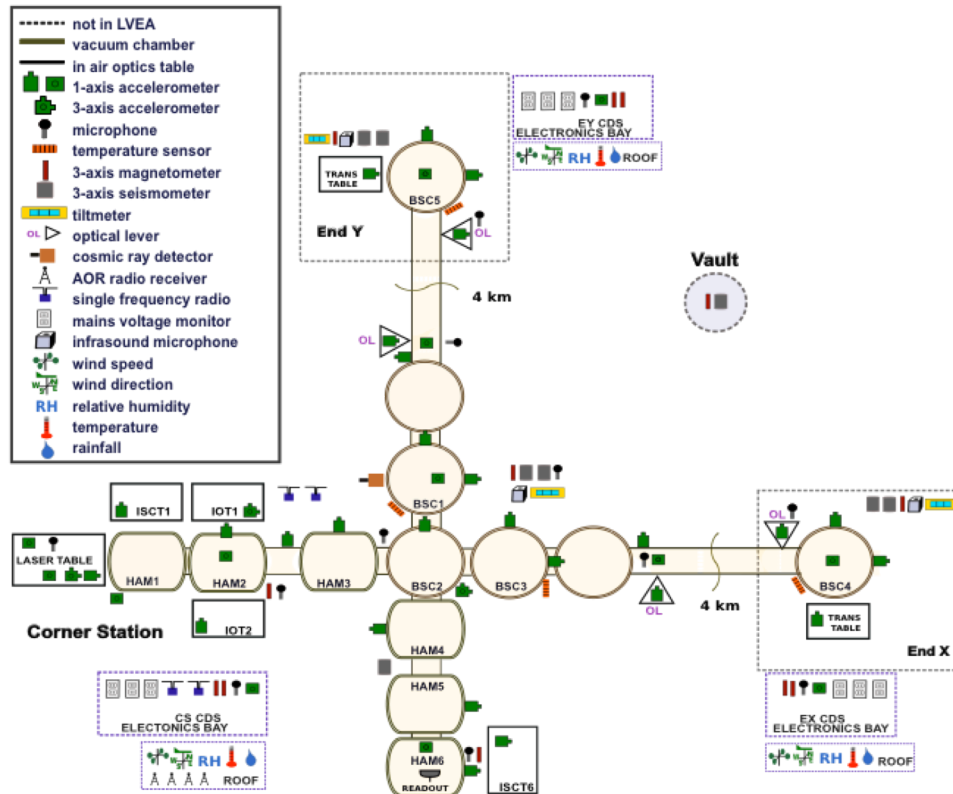 not in LVEA
vacuum chamber
in air optics table
1-axis accelerometer
3-axis accelerometer
microphone
temperature sensor
3-axis magnetometer
3-axis seismometer
tiltmeter
OL optical lever
cosmic ray detector
AOR radio receiver
single frequency radio
mains voltage monitor
infrasound microphone
wind speed
W S N E wind direction
RH relative humidity
temperature
rainfall
EY CDS
ELECTRONICS BAY
RH ROOF
TRANS
TABLE
BSC5
End Y
OL
4 km
Vault
OL
BSC1
ISCT1
IOT1
LASER TABLE
HAM1
HAM2
HAM3
BSC2
BSC3
OL
BSC4
4 km
OL
TRANS
TABLE
End X
IOT2
Corner Station
HAM4
HAM5
HAM6
READOUT
ISCT6
CS CDS
ELECTRONICS BAY
RH
ROOF
EX CDS
ELECTRONICS BAY
RH ROOF